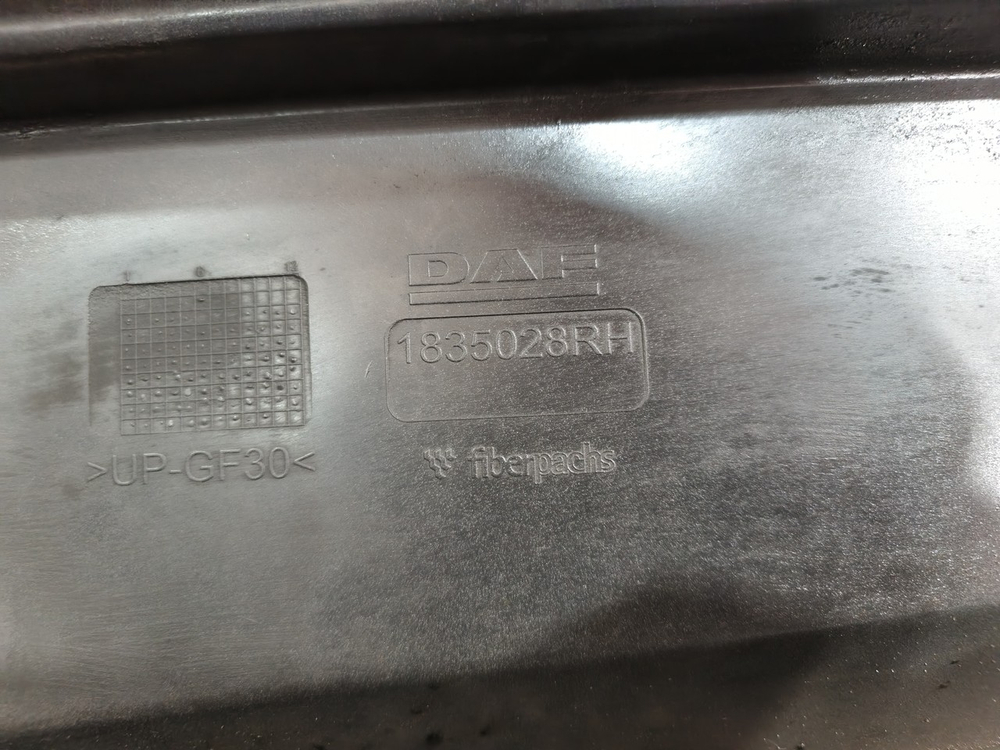 DAF
1835028RH
>UP-GF30<
fiberpachs